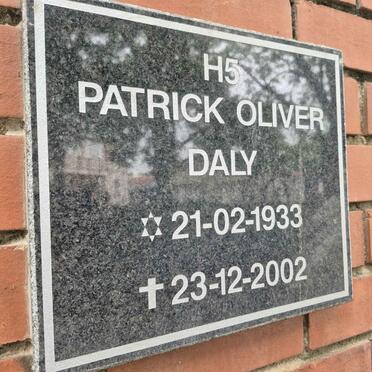 H5
PATRICK OLIVER
DALY
✡ 21-02-1933
✝ 23-12-2002